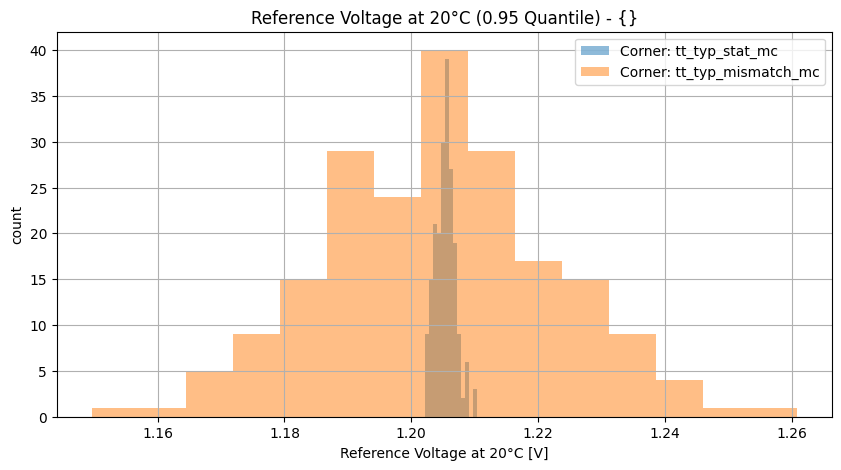 Reference Voltage at 20°C (0.95 Quantile) - {}
Corner: tt_typ_stat_mc
Corner: tt_typ_mismatch_mc
40
35
30
25
20
15
10
5
0
count
1.16 1.18 1.20 1.22 1.24 1.26
Reference Voltage at 20°C [V]